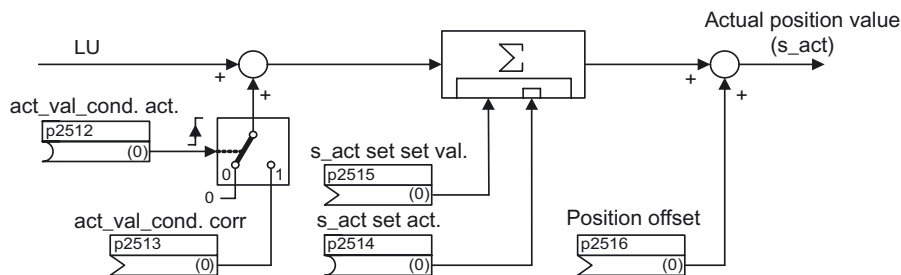 Actual position value
(s_act)
LU
+
+
+
+
Σ
act_val_cond. act.
p2512
(0)
0
1
0
s_act set set val.
p2515
(0)
act_val_cond. corr
p2513
(0)
s_act set act.
p2514
(0)
Position offset
p2516
(0)